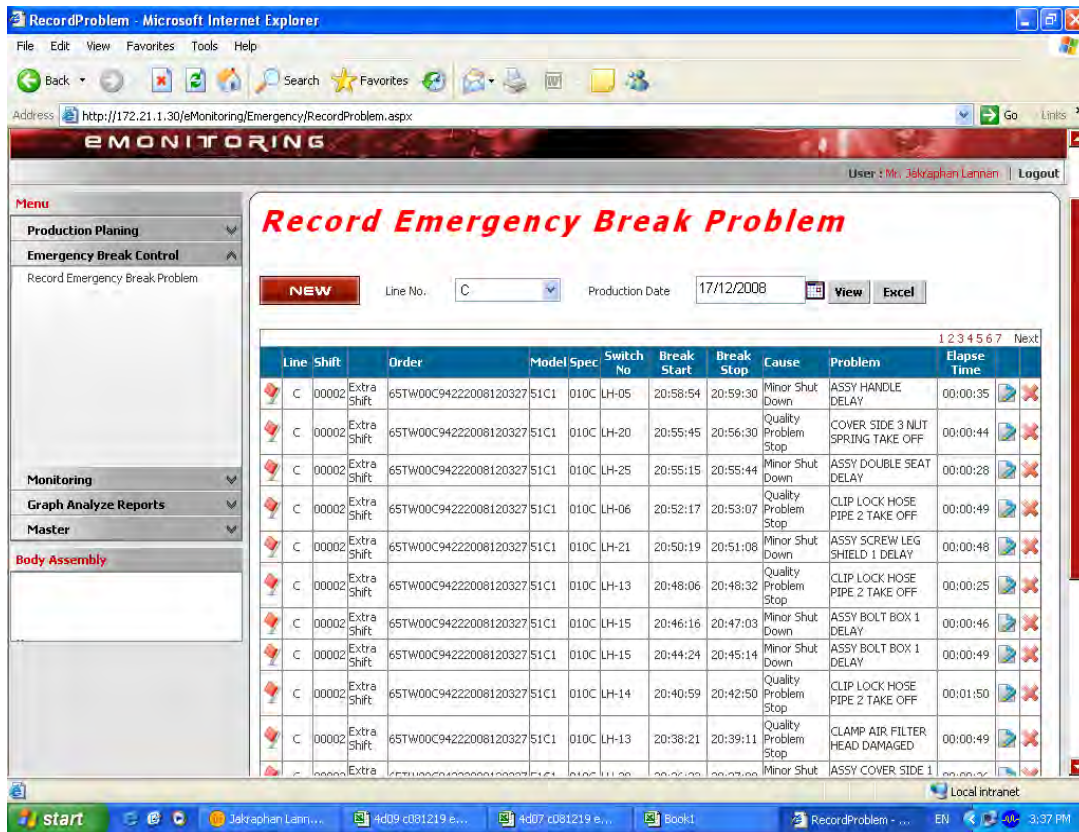 RecordProblem - Microsoft Internet Explorer
File Edit View Favorites Tools Help
Back Search Favorites
Address http://172.21.1.30/eMonitoring/Emergency/RecordProblem.aspx Go Links
eMONITORING
User : Mr. Jakraphan Lannan | Logout
Menu
Production Planing
Emergency Break Control
Record Emergency Break Problem
Monitoring
Graph Analyze Reports
Master
Body Assembly
Record Emergency Break Problem
NEW Line No. C Production Date 17/12/2008 View Excel
1 2 3 4 5 6 7 Next
Line Shift Order Model Spec Switch No Break Start Break Stop Cause Problem Elapse Time
C 00002 Extra Shift 65TW00C94222008120327 51C1 010C LH-05 20:58:54 20:59:30 Minor Shut Down ASSY HANDLE DELAY 00:00:35
C 00002 Extra Shift 65TW00C94222008120327 51C1 010C LH-20 20:55:45 20:56:30 Quality Problem Stop COVER SIDE 3 NUT SPRING TAKE OFF 00:00:44
C 00002 Extra Shift 65TW00C94222008120327 51C1 010C LH-25 20:55:15 20:55:44 Minor Shut Down ASSY DOUBLE SEAT DELAY 00:00:28
C 00002 Extra Shift 65TW00C94222008120327 51C1 010C LH-06 20:52:17 20:53:07 Quality Problem Stop CLIP LOCK HOSE PIPE 2 TAKE OFF 00:00:49
C 00002 Extra Shift 65TW00C94222008120327 51C1 010C LH-21 20:50:19 20:51:08 Minor Shut Down ASSY SCREW LEG SHIELD 1 DELAY 00:00:48
C 00002 Extra Shift 65TW00C94222008120327 51C1 010C LH-13 20:48:06 20:48:32 Quality Problem Stop CLIP LOCK HOSE PIPE 2 TAKE OFF 00:00:25
C 00002 Extra Shift 65TW00C94222008120327 51C1 010C LH-15 20:46:16 20:47:03 Minor Shut Down ASSY BOLT BOX 1 DELAY 00:00:46
C 00002 Extra Shift 65TW00C94222008120327 51C1 010C LH-15 20:44:24 20:45:14 Minor Shut Down ASSY BOLT BOX 1 DELAY 00:00:49
C 00002 Extra Shift 65TW00C94222008120327 51C1 010C LH-14 20:40:59 20:42:50 Quality Problem Stop CLIP LOCK HOSE PIPE 2 TAKE OFF 00:01:50
C 00002 Extra Shift 65TW00C94222008120327 51C1 010C LH-13 20:38:21 20:39:11 Quality Problem Stop CLAMP AIR FILTER HEAD DAMAGED 00:00:49
Extra Minor Shut ASSY COVER SIDE 1
Local intranet
start Jakraphan Lann... 4d09 c081219 e... 4d07 c081219 e... Book1 RecordProblem - ... EN 3:37 PM